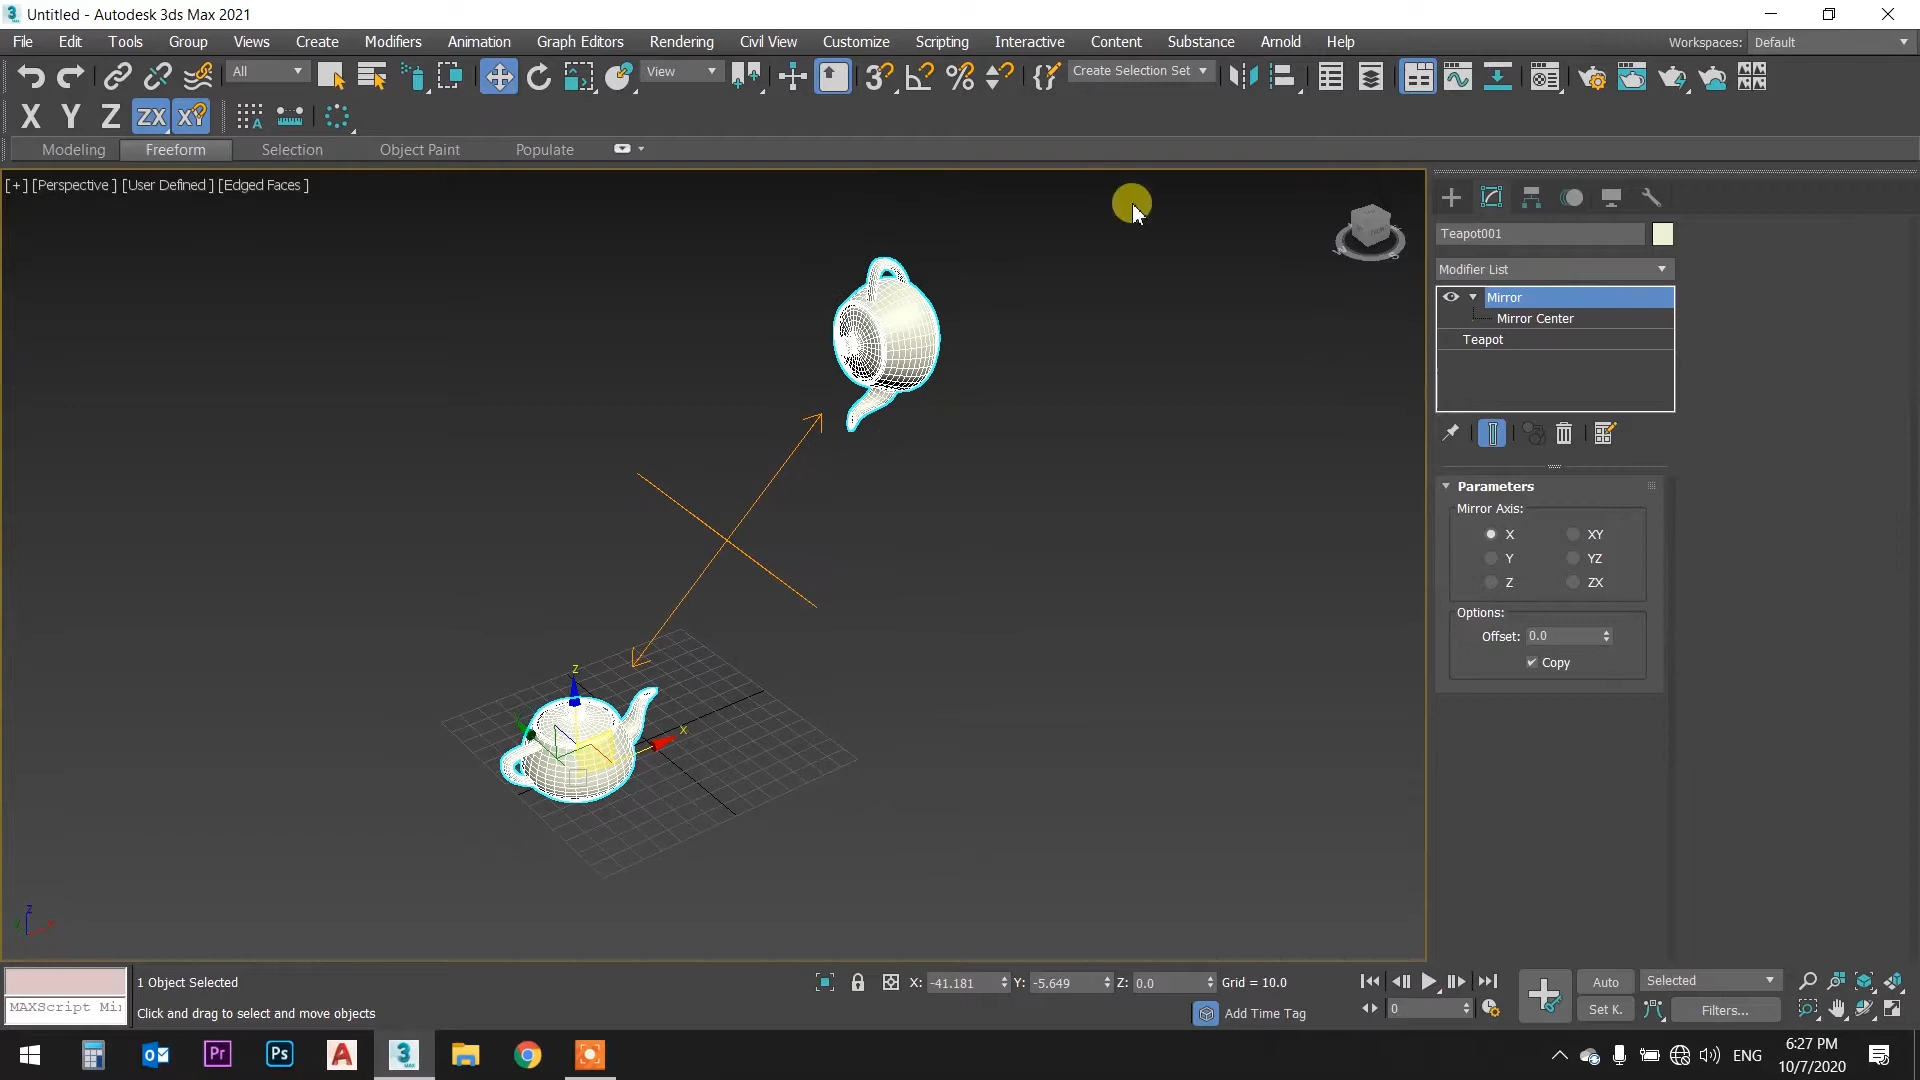 Untitled - Autodesk 3ds Max 2021
File Edit Tools Group Views Create Modifiers Animation Graph Editors Rendering Civil View Customize Scripting Interactive Content Substance Arnold Help Workspaces: Default
All View Create Selection Set
X Y Z ZX XY
Modeling Freeform Selection Object Paint Populate
[+] [Perspective ] [User Defined ] [Edged Faces ]
Teapot001
Modifier List
Mirror
Mirror Center
Teapot
Parameters
Mirror Axis:
X XY
Y YZ
Z ZX
Options:
Offset: 0.0
Copy
z
x
z
x
1 Object Selected X: -41.181 Y: -5.649 Z: 0.0 Grid = 10.0 Auto Selected
MAXScript Mi Click and drag to select and move objects Add Time Tag 0 Set K. Filters...
ENG 6:27 PM
10/7/2020